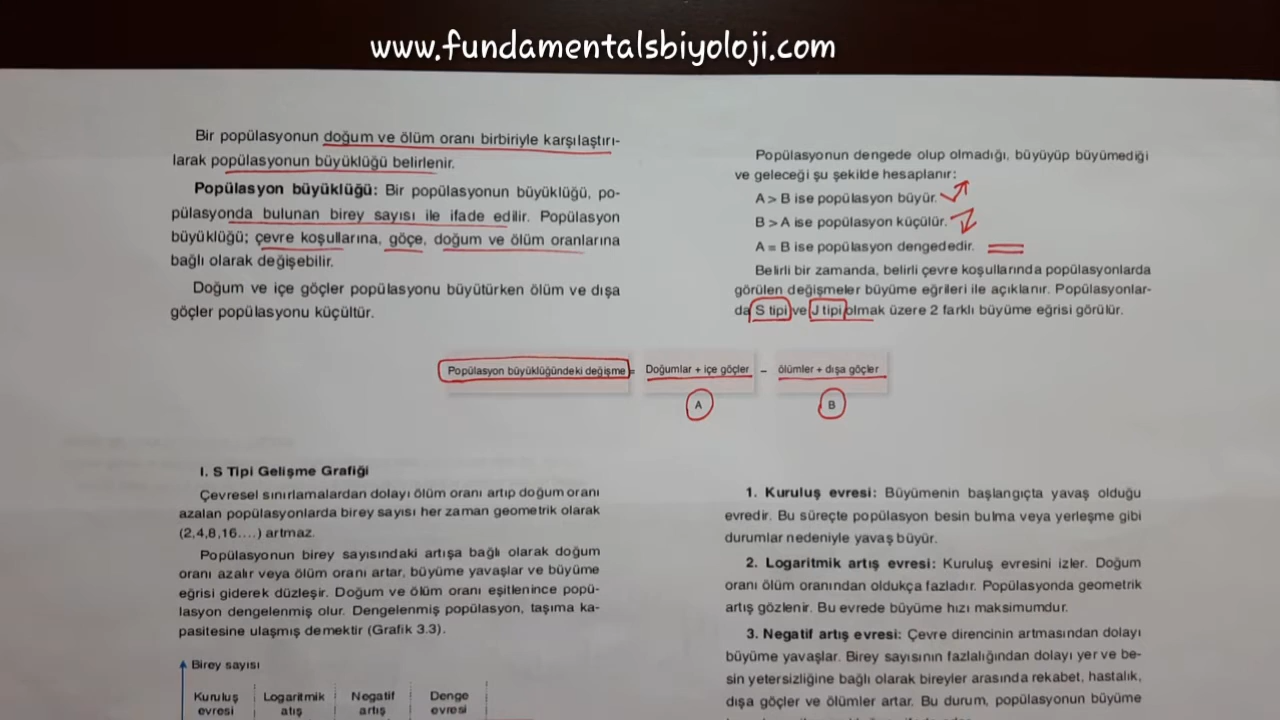 www.fundamentalsbiyoloji.com
Bir popülasyonun doğum ve ölüm oranı birbiriyle karşılaştırı-
larak popülasyonun büyüklüğü belirlenir.
Popülasyon büyüklüğü: Bir popülasyonun büyüklüğü, po-
pülasyonda bulunan birey sayısı ile ifade edilir. Popülasyon
büyüklüğü; çevre koşullarına, göçe, doğum ve ölüm oranlarına
bağlı olarak değişebilir.
Doğum ve içe göçler popülasyonu büyütürken ölüm ve dışa
göçler popülasyonu küçültür.
Popülasyonun dengede olup olmadığı, büyüyüp büyümediği
ve geleceği şu şekilde hesaplanır:
A > B ise popülasyon büyür.
B > A ise popülasyon küçülür.
A = B ise popülasyon dengededir.
Belirli bir zamanda, belirli çevre koşullarında popülasyonlarda
görülen değişmeler büyüme eğrileri ile açıklanır. Popülasyonlar-
da S tipi ve J tipi olmak üzere 2 farklı büyüme eğrisi görülür.
Popülasyon büyüklüğündeki değişme = Doğumlar + içe göçler – ölümler + dışa göçler
A B
I. S Tipi Gelişme Grafiği
Çevresel sınırlamalardan dolayı ölüm oranı artıp doğum oranı
azalan popülasyonlarda birey sayısı her zaman geometrik olarak
(2,4,8,16....) artmaz.
Popülasyonun birey sayısındaki artışa bağlı olarak doğum
oranı azalır veya ölüm oranı artar, büyüme yavaşlar ve büyüme
eğrisi giderek düzleşir. Doğum ve ölüm oranı eşitlenince popü-
lasyon dengelenmiş olur. Dengelenmiş popülasyon, taşıma ka-
pasitesine ulaşmış demektir (Grafik 3.3).
Birey sayısı
Kuruluş Logaritmik Negatif Denge
evresi atış artış evresi
1. Kuruluş evresi: Büyümenin başlangıçta yavaş olduğu
evredir. Bu süreçte popülasyon besin bulma veya yerleşme gibi
durumlar nedeniyle yavaş büyür.
2. Logaritmik artış evresi: Kuruluş evresini izler. Doğum
oranı ölüm oranından oldukça fazladır. Popülasyonda geometrik
artış gözlenir. Bu evrede büyüme hızı maksimumdur.
3. Negatif artış evresi: Çevre direncinin artmasından dolayı
büyüme yavaşlar. Birey sayısının fazlalığından dolayı yer ve be-
sin yetersizliğine bağlı olarak bireyler arasında rekabet, hastalık,
dışa göçler ve ölümler artar. Bu durum, popülasyonun büyüme